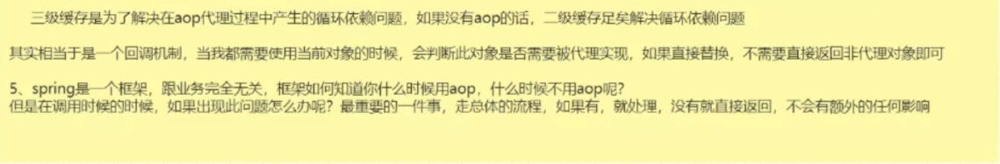 三级缓存是为了解决在aop代理过程中产生的循环依赖问题，如果没有aop的话，二级缓存足矣解决循环依赖问题
其实相当于是一个回调机制，当我都需要使用当前对象的时候，会判断此对象是否需要被代理实现，如果直接替换，不需要直接返回非代理对象即可
5、spring是一个框架，跟业务完全无关，框架如何知道你什么时候用aop，什么时候不用aop呢？
但是在调用时候的时候，如果出现此问题怎么办呢？最重要的一件事，走总体的流程，如果有，就处理，没有就直接返回，不会有额外的任何影响